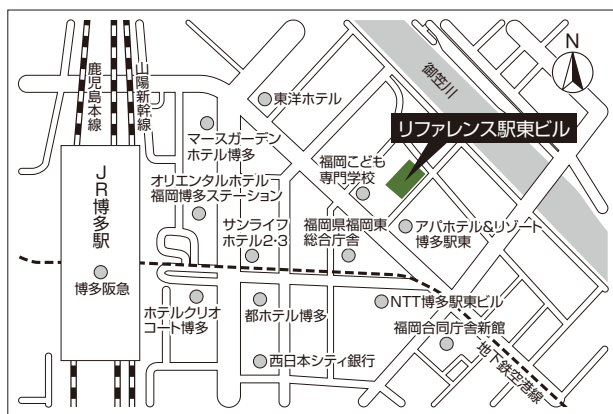 鹿児島本線
山陽新幹線
東洋ホテル
御笠川
N
マースガーデン
ホテル博多
リファレンス駅東ビル
福岡こども
専門学校
JR博多駅
オリエンタルホテル
福岡博多ステーション
サンライフ
ホテル2・3
福岡県福岡東
総合庁舎
アパホテル&リゾート
博多駅東
博多阪急
ホテルクリオ
コート博多
都ホテル博多
NTT博多駅東ビル
福岡合同庁舎新館
西日本シティ銀行
地下鉄空港線